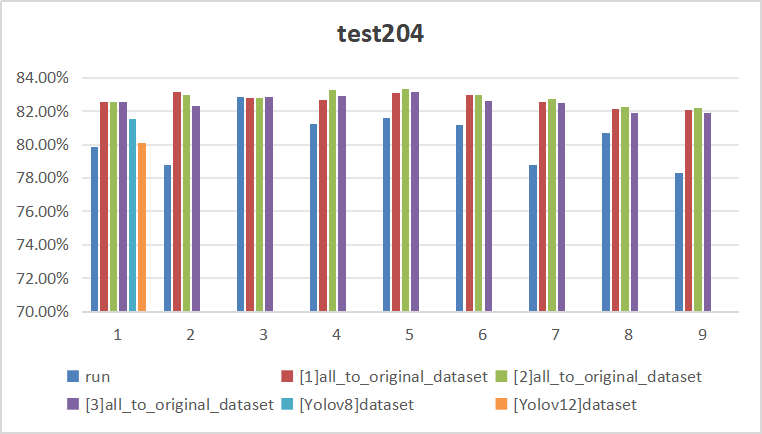 test204
84.00%
82.00%
80.00%
78.00%
76.00%
74.00%
72.00%
70.00%
1 2 3 4 5 6 7 8 9
run [1]all_to_original_dataset [2]all_to_original_dataset
[3]all_to_original_dataset [Yolov8]dataset [Yolov12]dataset